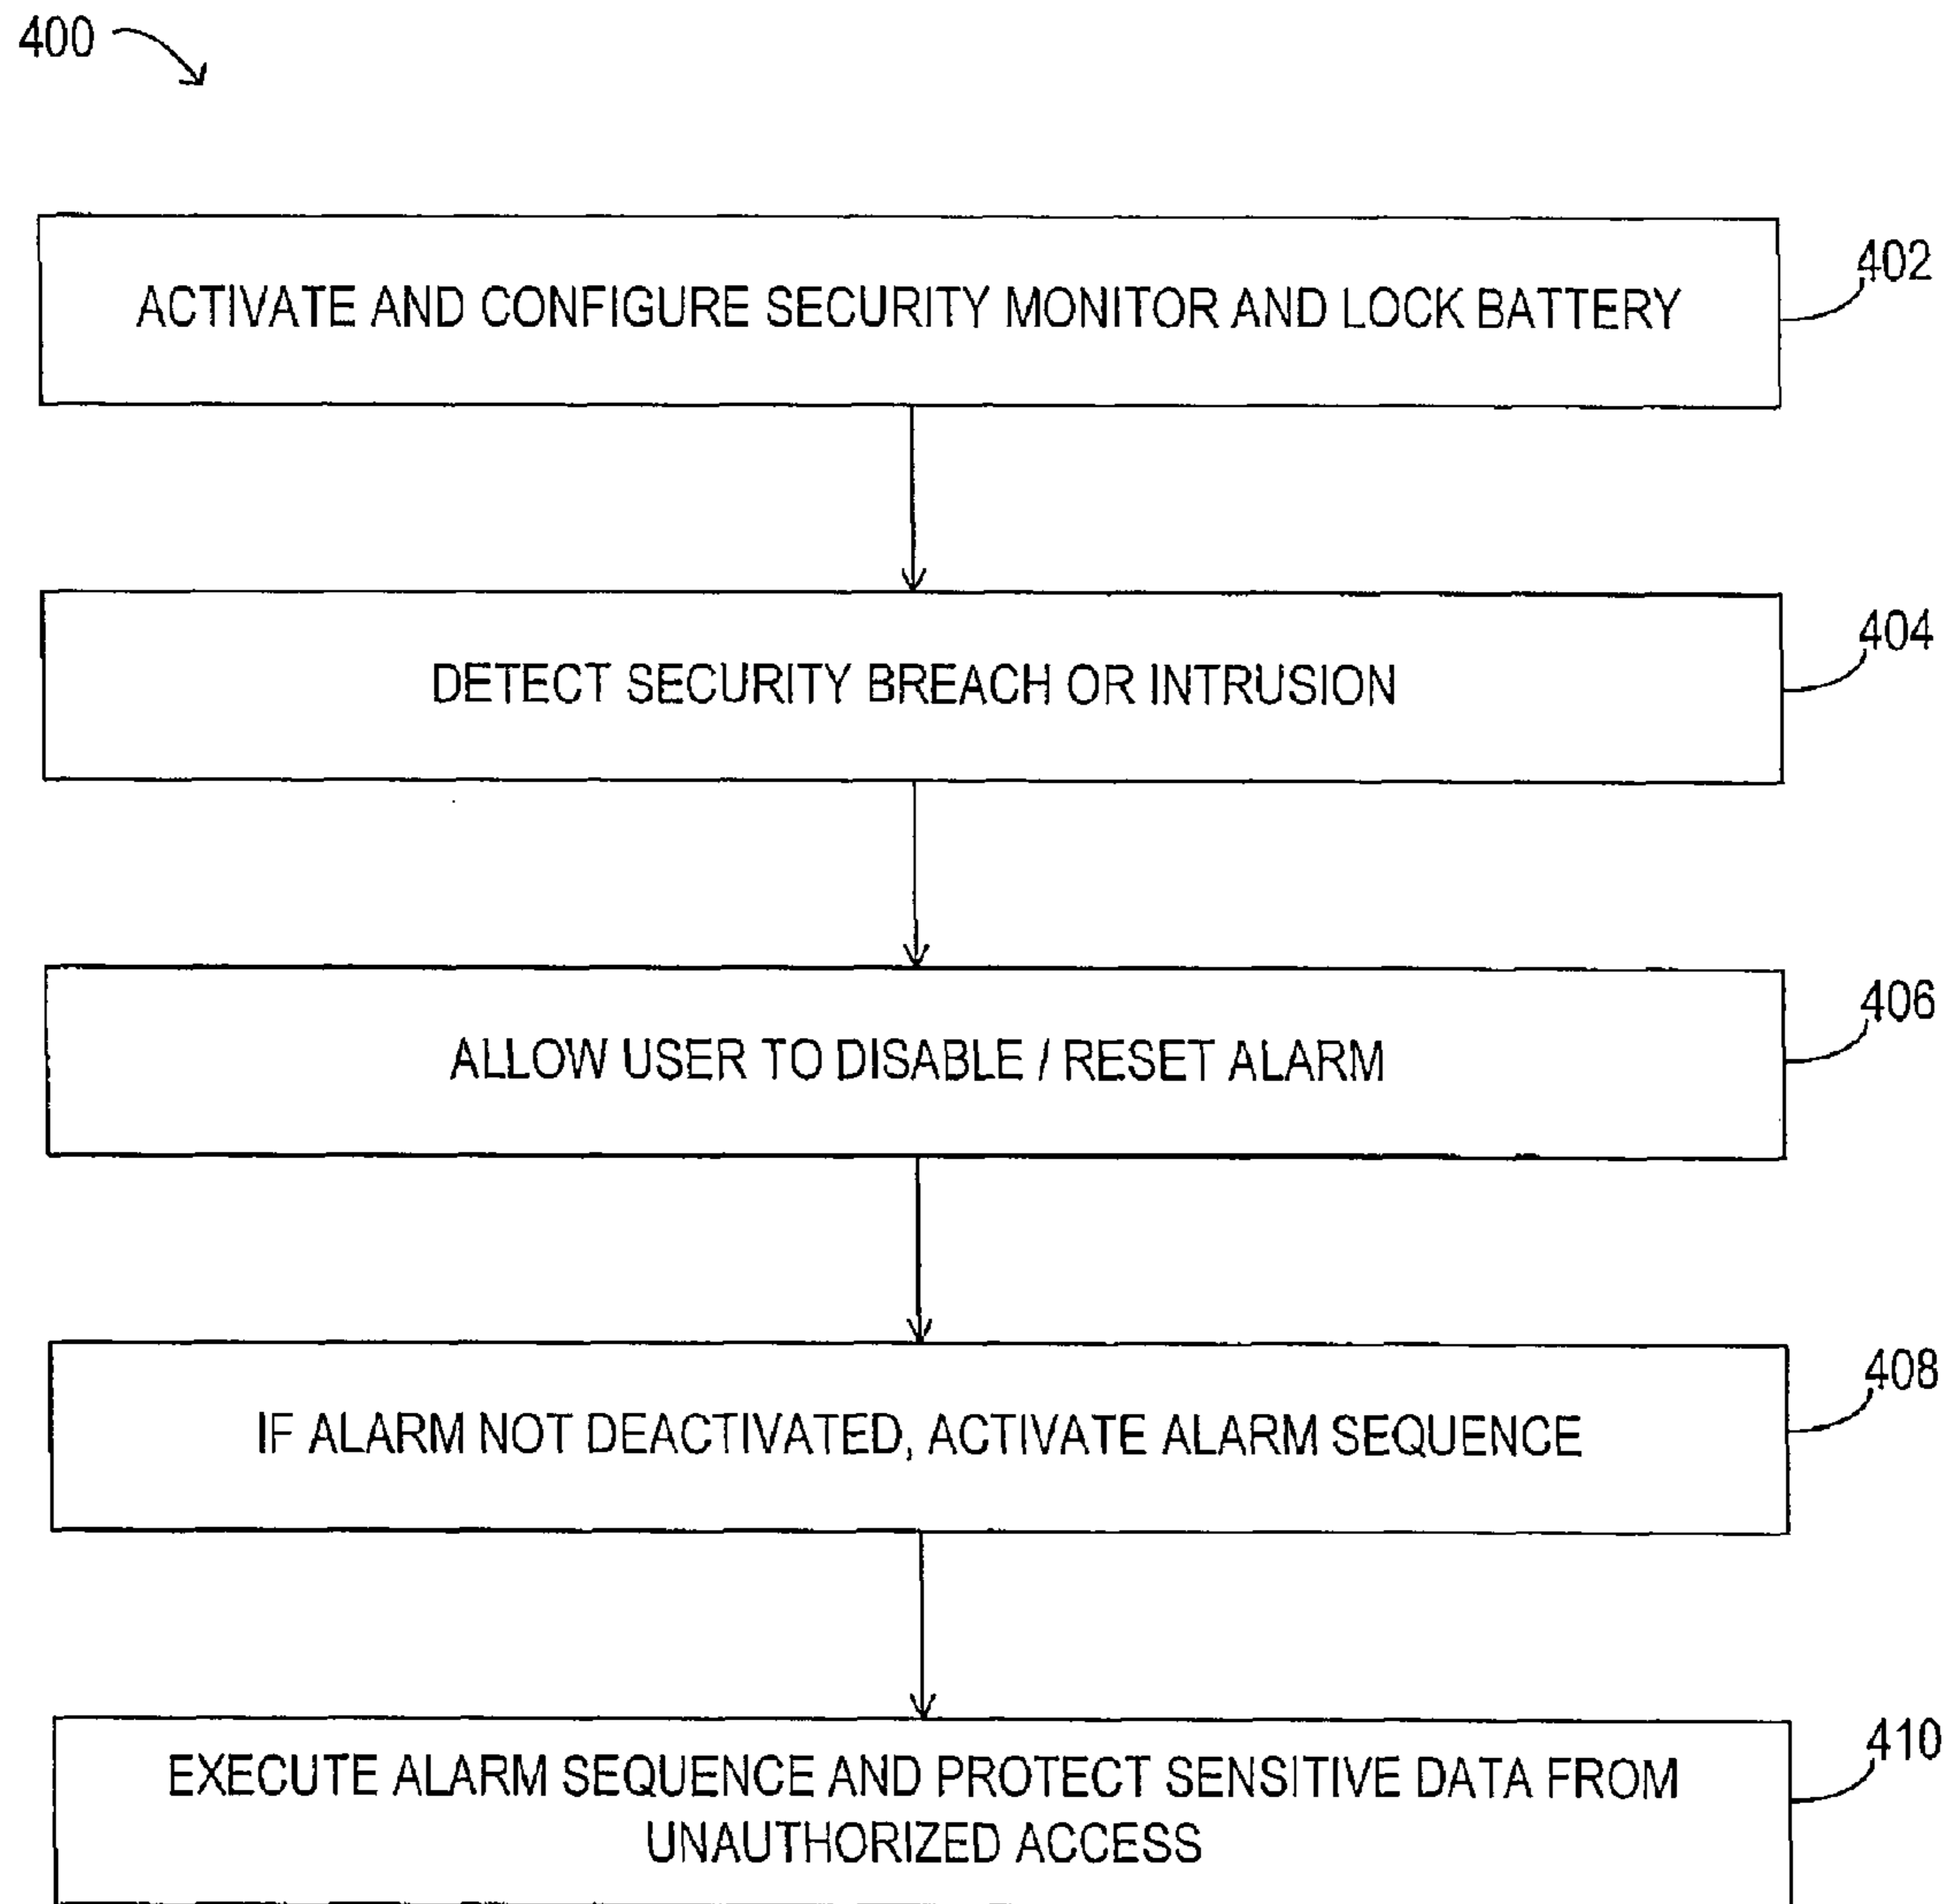 400
ACTIVATE AND CONFIGURE SECURITY MONITOR AND LOCK BATTERY
402
DETECT SECURITY BREACH OR INTRUSION
404
ALLOW USER TO DISABLE / RESET ALARM
406
IF ALARM NOT DEACTIVATED, ACTIVATE ALARM SEQUENCE
408
EXECUTE ALARM SEQUENCE AND PROTECT SENSITIVE DATA FROM
UNAUTHORIZED ACCESS
410